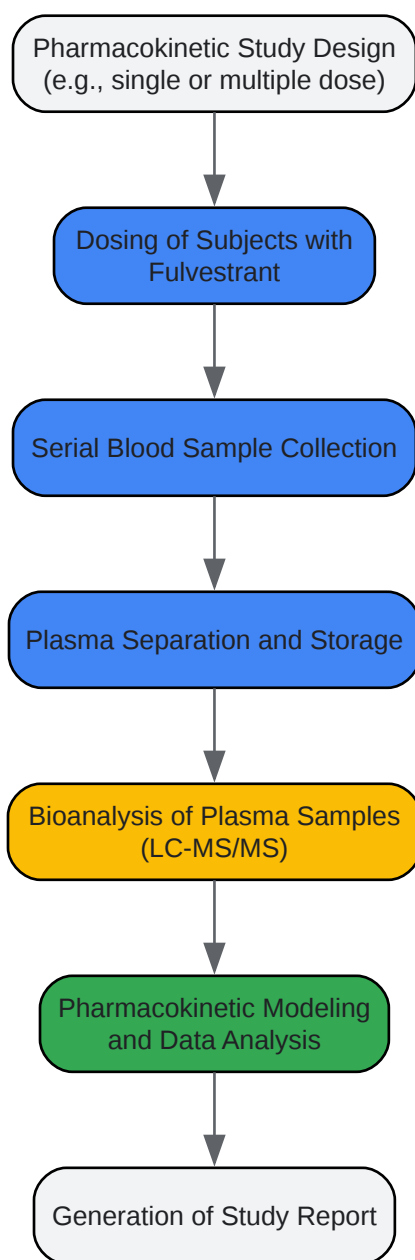 Pharmacokinetic Study Design
(e.g., single or multiple dose)
Dosing of Subjects with
Fulvestrant
Serial Blood Sample Collection
Plasma Separation and Storage
Bioanalysis of Plasma Samples
(LC-MS/MS)
Pharmacokinetic Modeling
and Data Analysis
Generation of Study Report